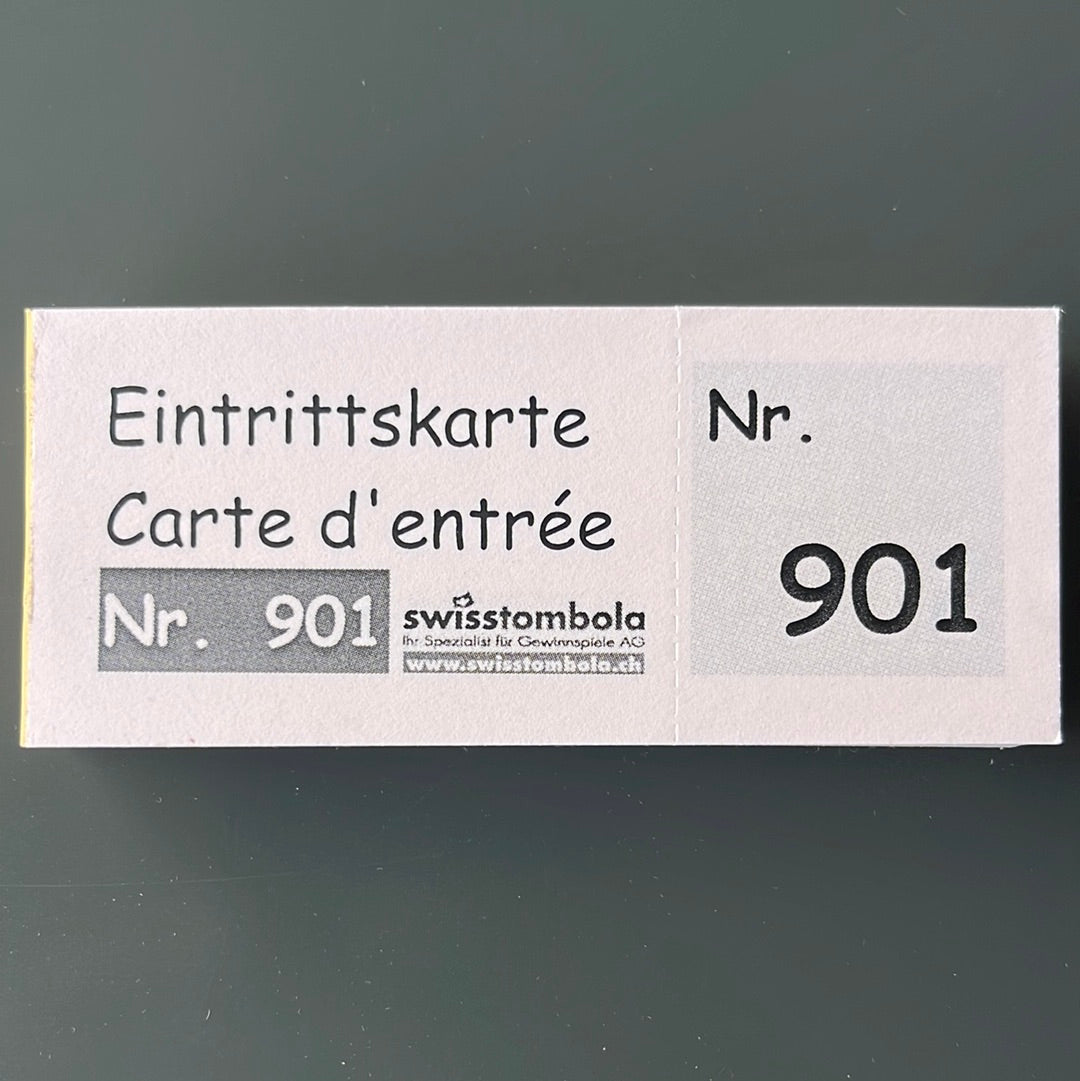 Eintrittskarte
Carte d'entrée
Nr. 901
swisstombola
Ihr Spezialist für Gewinnspiele AG
www.swisstombola.ch
Nr.
901